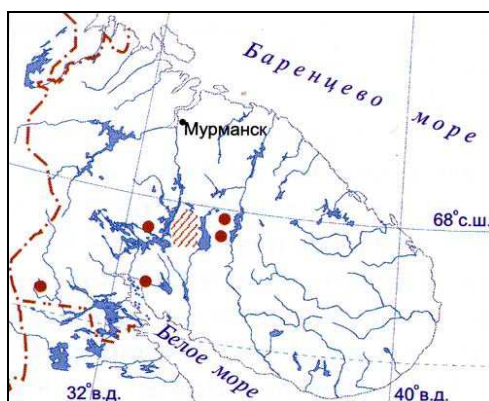 Баренцево
море
Мурманск
68°с.ш.
Белое море
32°в.д.
40°в.д.